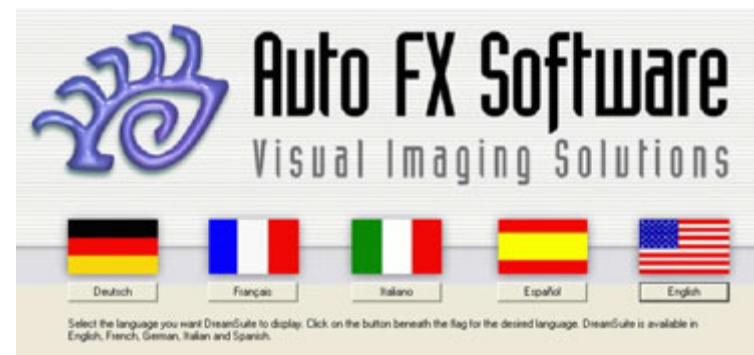 Auto FX Software
Visual Imaging Solutions
Deutsch Français Italiano Español English
Select the language you want DreamSuite to display. Click on the button beneath the flag for the desired language. DreamSuite is available in
English, French, German, Italian and Spanish.